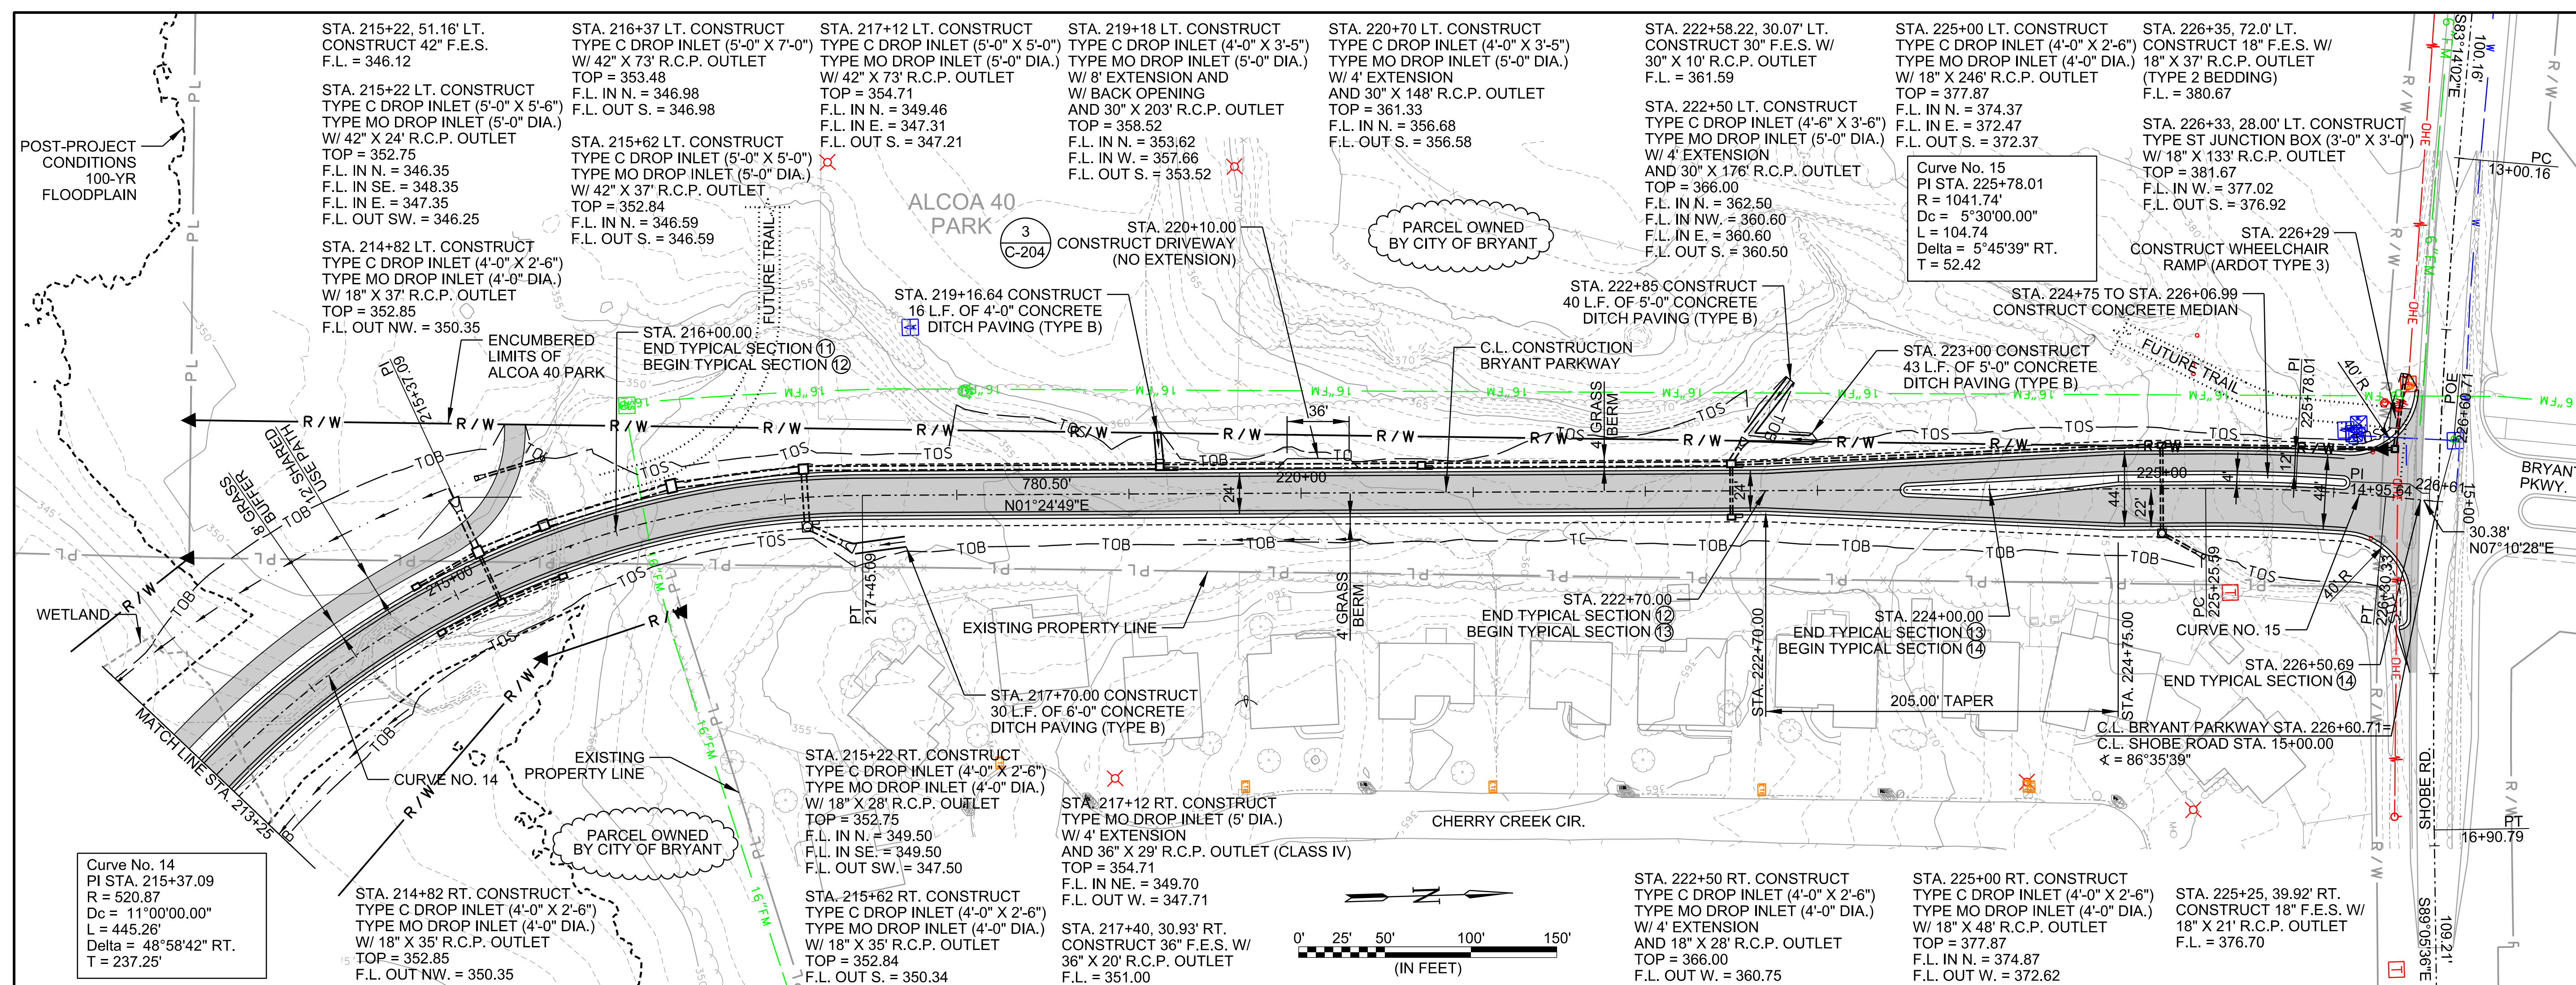 STA. 215+22, 51.16' LT.
CONSTRUCT 42" F.E.S.
F.L. = 346.12
STA. 215+22 LT. CONSTRUCT
TYPE C DROP INLET (5'-0" X 5'-6")
TYPE MO DROP INLET (5'-0" DIA.)
W/ 42" X 24' R.C.P. OUTLET
TOP = 352.75
F.L. IN N. = 346.35
F.L. IN SE. = 348.35
F.L. IN E. = 347.35
F.L. OUT SW. = 346.25
STA. 214+82 LT. CONSTRUCT
TYPE C DROP INLET (4'-0" X 2'-6")
TYPE MO DROP INLET (4'-0" DIA.)
W/ 18" X 37' R.C.P. OUTLET
TOP = 352.85
F.L. OUT NW. = 350.35
STA. 216+37 LT. CONSTRUCT
TYPE C DROP INLET (5'-0" X 7'-0")
W/ 42" X 73' R.C.P. OUTLET
TOP = 353.48
F.L. IN N. = 346.98
F.L. OUT S. = 346.98
STA. 215+62 LT. CONSTRUCT
TYPE C DROP INLET (5'-0" X 5'-0")
TYPE MO DROP INLET (5'-0" DIA.)
W/ 42" X 37' R.C.P. OUTLET
TOP = 352.84
F.L. IN N. = 346.59
F.L. OUT S. = 346.59
STA. 217+12 LT. CONSTRUCT
TYPE C DROP INLET (5'-0" X 5'-0")
TYPE MO DROP INLET (5'-0" DIA.)
W/ 42" X 73' R.C.P. OUTLET
TOP = 354.71
F.L. IN N. = 349.46
F.L. IN E. = 347.31
F.L. OUT S. = 347.21
STA. 219+18 LT. CONSTRUCT
TYPE C DROP INLET (4'-0" X 3'-5")
TYPE MO DROP INLET (5'-0" DIA.)
W/ 8' EXTENSION AND
W/ BACK OPENING
AND 30" X 203' R.C.P. OUTLET
TOP = 358.52
F.L. IN N. = 353.62
F.L. IN W. = 357.66
F.L. OUT S. = 353.52
STA. 220+70 LT. CONSTRUCT
TYPE C DROP INLET (4'-0" X 3'-5")
TYPE MO DROP INLET (5'-0" DIA.)
W/ 4' EXTENSION
AND 30" X 148' R.C.P. OUTLET
TOP = 361.33
F.L. IN N. = 356.68
F.L. OUT S. = 356.58
STA. 222+58.22, 30.07' LT.
CONSTRUCT 30" F.E.S. W/
30" X 10' R.C.P. OUTLET
F.L. = 361.59
STA. 222+50 LT. CONSTRUCT
TYPE C DROP INLET (4'-6" X 3'-6")
TYPE MO DROP INLET (5'-0" DIA.)
W/ 4' EXTENSION
AND 30" X 176' R.C.P. OUTLET
TOP = 366.00
F.L. IN N. = 362.50
F.L. IN NW. = 360.60
F.L. IN E. = 360.60
F.L. OUT S. = 360.50
STA. 225+00 LT. CONSTRUCT
TYPE C DROP INLET (4'-0" X 2'-6")
TYPE MO DROP INLET (4'-0" DIA.)
W/ 18" X 246' R.C.P. OUTLET
TOP = 377.87
F.L. IN N. = 374.37
F.L. IN E. = 372.47
F.L. OUT S. = 372.37
Curve No. 15
PI STA. 225+78.01
R = 1041.74'
Dc = 5°30'00.00"
L = 104.74
Delta = 5°45'39" RT.
T = 52.42
STA. 226+35, 72.0' LT.
CONSTRUCT 18" F.E.S. W/
18" X 37' R.C.P. OUTLET
(TYPE 2 BEDDING)
F.L. = 380.67
STA. 226+33, 28.00' LT. CONSTRUCT
TYPE ST JUNCTION BOX (3'-0" X 3'-0")
W/ 18" X 133' R.C.P. OUTLET
TOP = 381.67
F.L. IN W. = 377.02
F.L. OUT S. = 376.92
STA. 226+29
CONSTRUCT WHEELCHAIR
RAMP (ARDOT TYPE 3)
STA. 224+75 TO STA. 226+06.99
CONSTRUCT CONCRETE MEDIAN
S83°14'02"E
100.16'
PC
13+00.16
POST-PROJECT
CONDITIONS
100-YR
FLOODPLAIN
ALCOA 40
PARK
3
C-204
STA. 220+10.00
CONSTRUCT DRIVEWAY
(NO EXTENSION)
PARCEL OWNED
BY CITY OF BRYANT
FUTURE TRAIL
STA. 219+16.64 CONSTRUCT
16 L.F. OF 4'-0" CONCRETE
DITCH PAVING (TYPE B)
STA. 222+85 CONSTRUCT
40 L.F. OF 5'-0" CONCRETE
DITCH PAVING (TYPE B)
C.L. CONSTRUCTION
BRYANT PARKWAY
STA. 223+00 CONSTRUCT
43 L.F. OF 5'-0" CONCRETE
DITCH PAVING (TYPE B)
FUTURE TRAIL
ENCUMBERED
LIMITS OF
ALCOA 40 PARK
STA. 216+00.00
END TYPICAL SECTION 11
BEGIN TYPICAL SECTION 12
PI
215+37.09
8' GRASS
BUFFER
12' SHARED
USE PATH
36'
4' GRASS
BERM
780.50'
N01°24'49"E
24'
220+00
24'
225+00
44'
22'
4'
12'
44'
PI
225+78.01
40' R
POE
226+60.71
PI
14+95.64
226+61
15+00
BRYANT
PKWY.
30.38'
N07°10'28"E
215+00
WETLAND
MATCH LINE STA. 213+25
CURVE NO. 14
PT
217+45.09
EXISTING PROPERTY LINE
4' GRASS
BERM
STA. 217+70.00 CONSTRUCT
30 L.F. OF 6'-0" CONCRETE
DITCH PAVING (TYPE B)
STA. 222+70.00
END TYPICAL SECTION 12
BEGIN TYPICAL SECTION 13
STA. 222+70.00
205.00' TAPER
STA. 224+75.00
STA. 224+00.00
END TYPICAL SECTION 13
BEGIN TYPICAL SECTION 14
PC
225+25.59
CURVE NO. 15
40' R
PT
226+30.33
STA. 226+50.69
END TYPICAL SECTION 14
C.L. BRYANT PARKWAY STA. 226+60.71=
C.L. SHOBE ROAD STA. 15+00.00
∢ = 86°35'39"
SHOBE RD.
PT
16+90.79
S89°05'36"E
109.21'
EXISTING
PROPERTY LINE
PARCEL OWNED
BY CITY OF BRYANT
CHERRY CREEK CIR.
Curve No. 14
PI STA. 215+37.09
R = 520.87
Dc = 11°00'00.00"
L = 445.26'
Delta = 48°58'42" RT.
T = 237.25'
STA. 214+82 RT. CONSTRUCT
TYPE C DROP INLET (4'-0" X 2'-6")
TYPE MO DROP INLET (4'-0" DIA.)
W/ 18" X 35' R.C.P. OUTLET
TOP = 352.85
F.L. OUT NW. = 350.35
STA. 215+22 RT. CONSTRUCT
TYPE C DROP INLET (4'-0" X 2'-6")
TYPE MO DROP INLET (4'-0" DIA.)
W/ 18" X 28' R.C.P. OUTLET
TOP = 352.75
F.L. IN N. = 349.50
F.L. IN SE. = 349.50
F.L. OUT SW. = 347.50
STA. 215+62 RT. CONSTRUCT
TYPE C DROP INLET (4'-0" X 2'-6")
TYPE MO DROP INLET (4'-0" DIA.)
W/ 18" X 35' R.C.P. OUTLET
TOP = 352.84
F.L. OUT S. = 350.34
STA. 217+12 RT. CONSTRUCT
TYPE MO DROP INLET (5' DIA.)
W/ 4' EXTENSION
AND 36" X 29' R.C.P. OUTLET (CLASS IV)
TOP = 354.71
F.L. IN NE. = 349.70
F.L. OUT W. = 347.71
STA. 217+40, 30.93' RT.
CONSTRUCT 36" F.E.S. W/
36" X 20' R.C.P. OUTLET
F.L. = 351.00
N
0' 25' 50' 100' 150'
(IN FEET)
STA. 222+50 RT. CONSTRUCT
TYPE C DROP INLET (4'-0" X 2'-6")
TYPE MO DROP INLET (4'-0" DIA.)
W/ 4' EXTENSION
AND 18" X 28' R.C.P. OUTLET
TOP = 366.00
F.L. OUT W. = 360.75
STA. 225+00 RT. CONSTRUCT
TYPE C DROP INLET (4'-0" X 2'-6")
TYPE MO DROP INLET (4'-0" DIA.)
W/ 18" X 48' R.C.P. OUTLET
TOP = 377.87
F.L. IN N. = 374.87
F.L. OUT W. = 372.62
STA. 225+25, 39.92' RT.
CONSTRUCT 18" F.E.S. W/
18" X 21' R.C.P. OUTLET
F.L. = 376.70